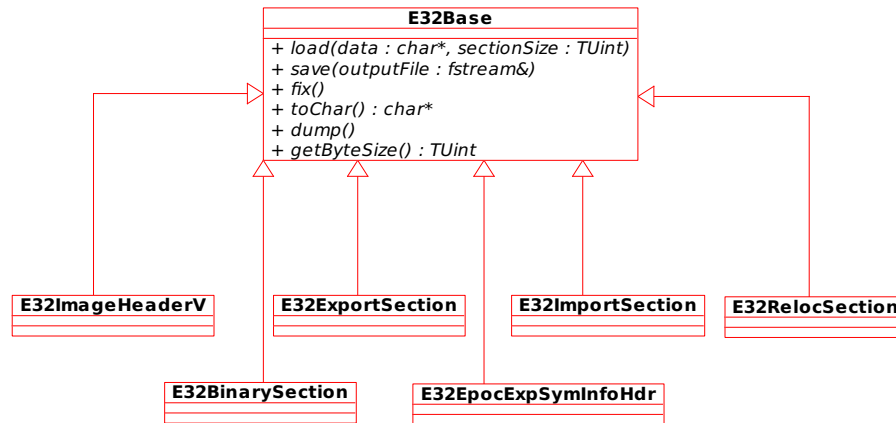 E32Base
+ load(data : char*, sectionSize : TUint)
+ save(outputFile : fstream&)
+ fix()
+ toChar() : char*
+ dump()
+ getByteSize() : TUint
E32ImageHeaderV
E32ExportSection
E32ImportSection
E32RelocSection
E32BinarySection
E32EpocExpSymInfoHdr